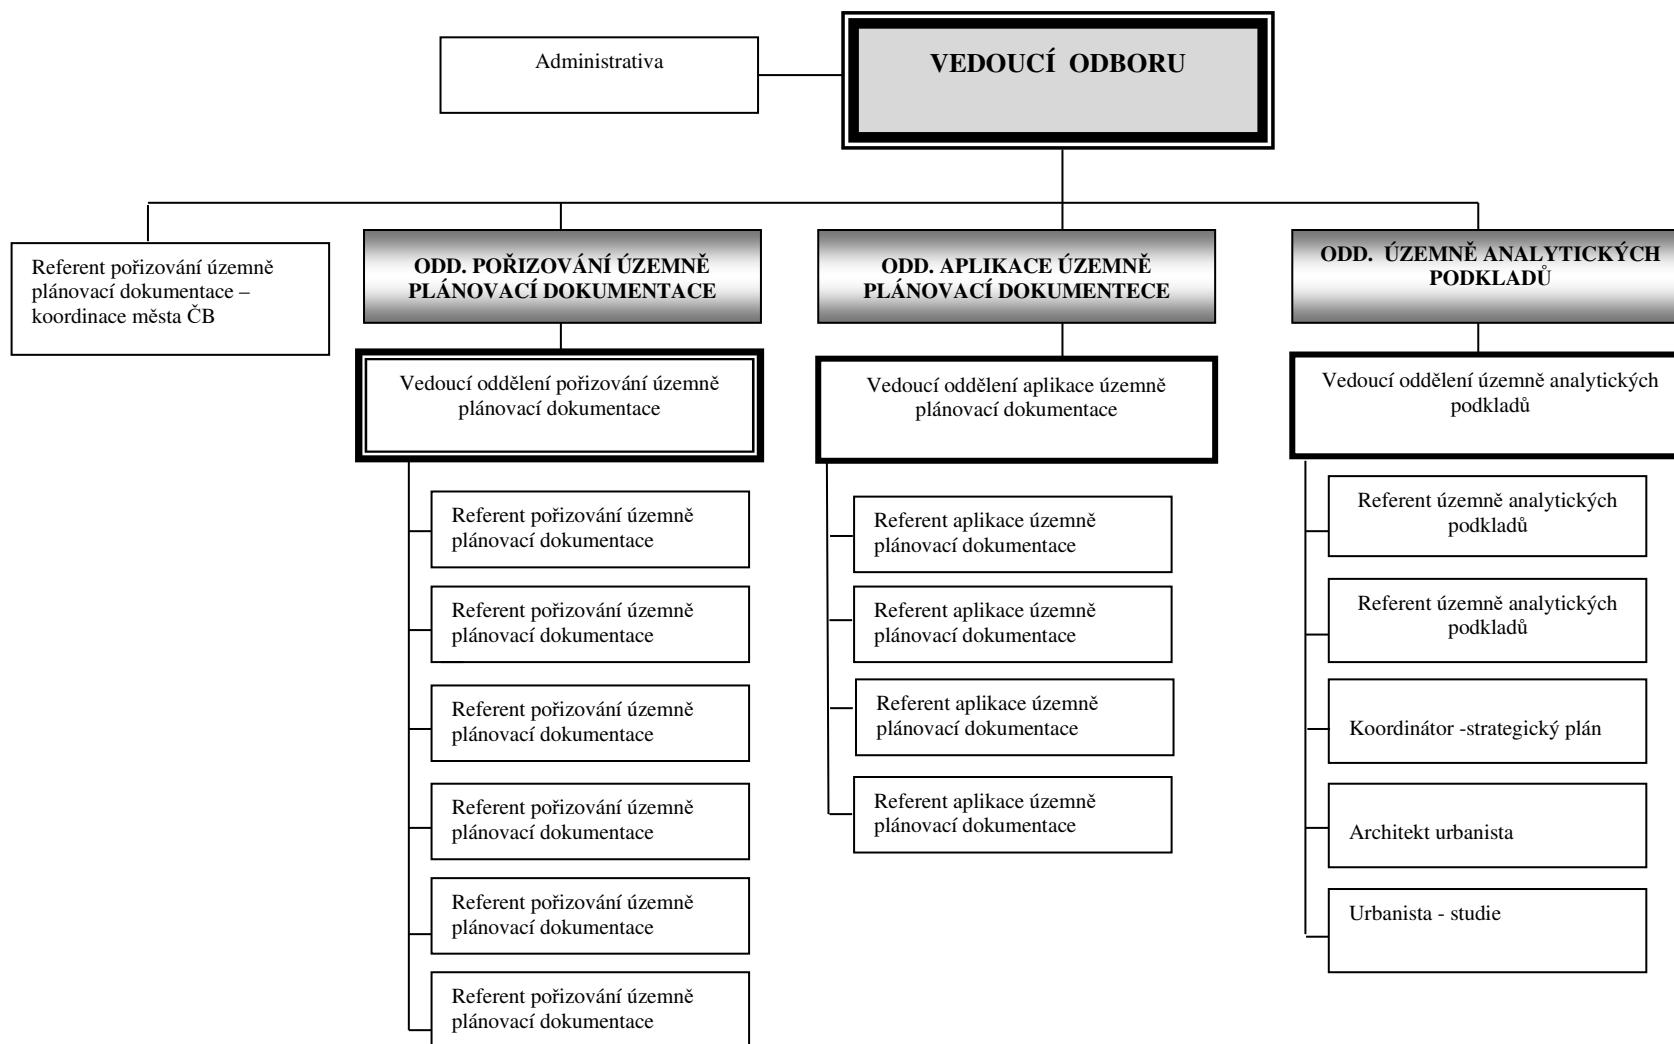 Administrativa
VEDOUCÍ ODBORU
Referent pořizování územně
plánovací dokumentace –
koordinace města ČB
ODD. POŘIZOVÁNÍ ÚZEMNĚ
PLÁNOVACÍ DOKUMENTACE
Vedoucí oddělení pořizování územně
plánovací dokumentace
Referent pořizování územně
plánovací dokumentace
Referent pořizování územně
plánovací dokumentace
Referent pořizování územně
plánovací dokumentace
Referent pořizování územně
plánovací dokumentace
Referent pořizování územně
plánovací dokumentace
Referent pořizování územně
plánovací dokumentace
ODD. APLIKACE ÚZEMNĚ
PLÁNOVACÍ DOKUMENTECE
Vedoucí oddělení aplikace územně
plánovací dokumentace
Referent aplikace územně
plánovací dokumentace
Referent aplikace územně
plánovací dokumentace
Referent aplikace územně
plánovací dokumentace
Referent aplikace územně
plánovací dokumentace
ODD. ÚZEMNĚ ANALYTICKÝCH
PODKLADŮ
Vedoucí oddělení územně analytických
podkladů
Referent územně analytických
podkladů
Referent územně analytických
podkladů
Koordinátor -strategický plán
Architekt urbanista
Urbanista - studie